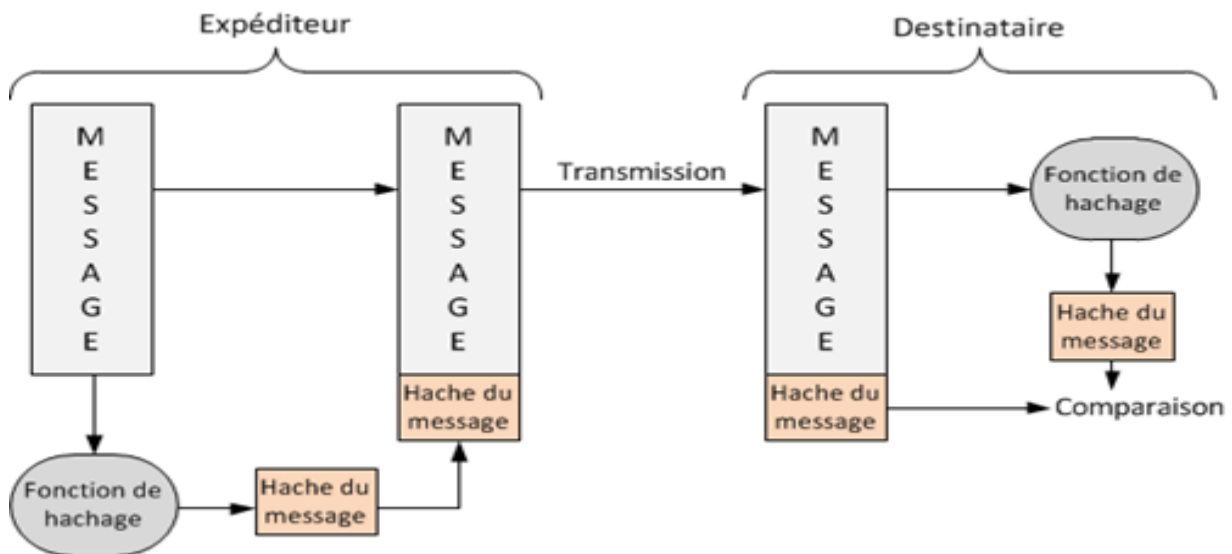 Expéditeur
Destinataire
M
E
S
S
A
G
E
M
E
S
S
A
G
E
Transmission
M
E
S
S
A
G
E
Fonction de
hachage
Hache du
message
Hache du
message
Hache du
message
Comparaison
Fonction de
hachage
Hache du
message